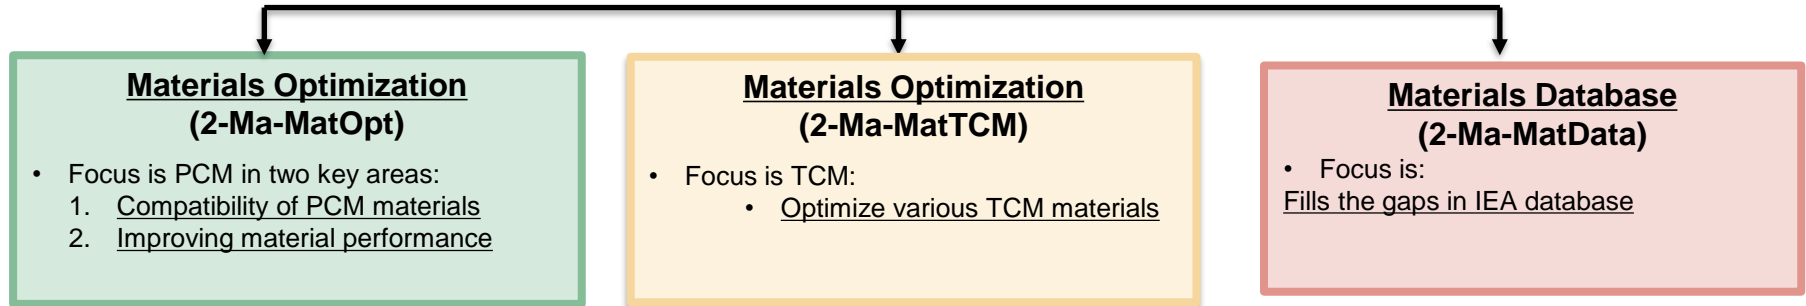 Materials Optimization
(2-Ma-MatOpt)
• Focus is PCM in two key areas:
1. Compatibility of PCM materials
2. Improving material performance
Materials Optimization
(2-Ma-MatTCM)
• Focus is TCM:
• Optimize various TCM materials
Materials Database
(2-Ma-MatData)
• Focus is:
Fills the gaps in IEA database